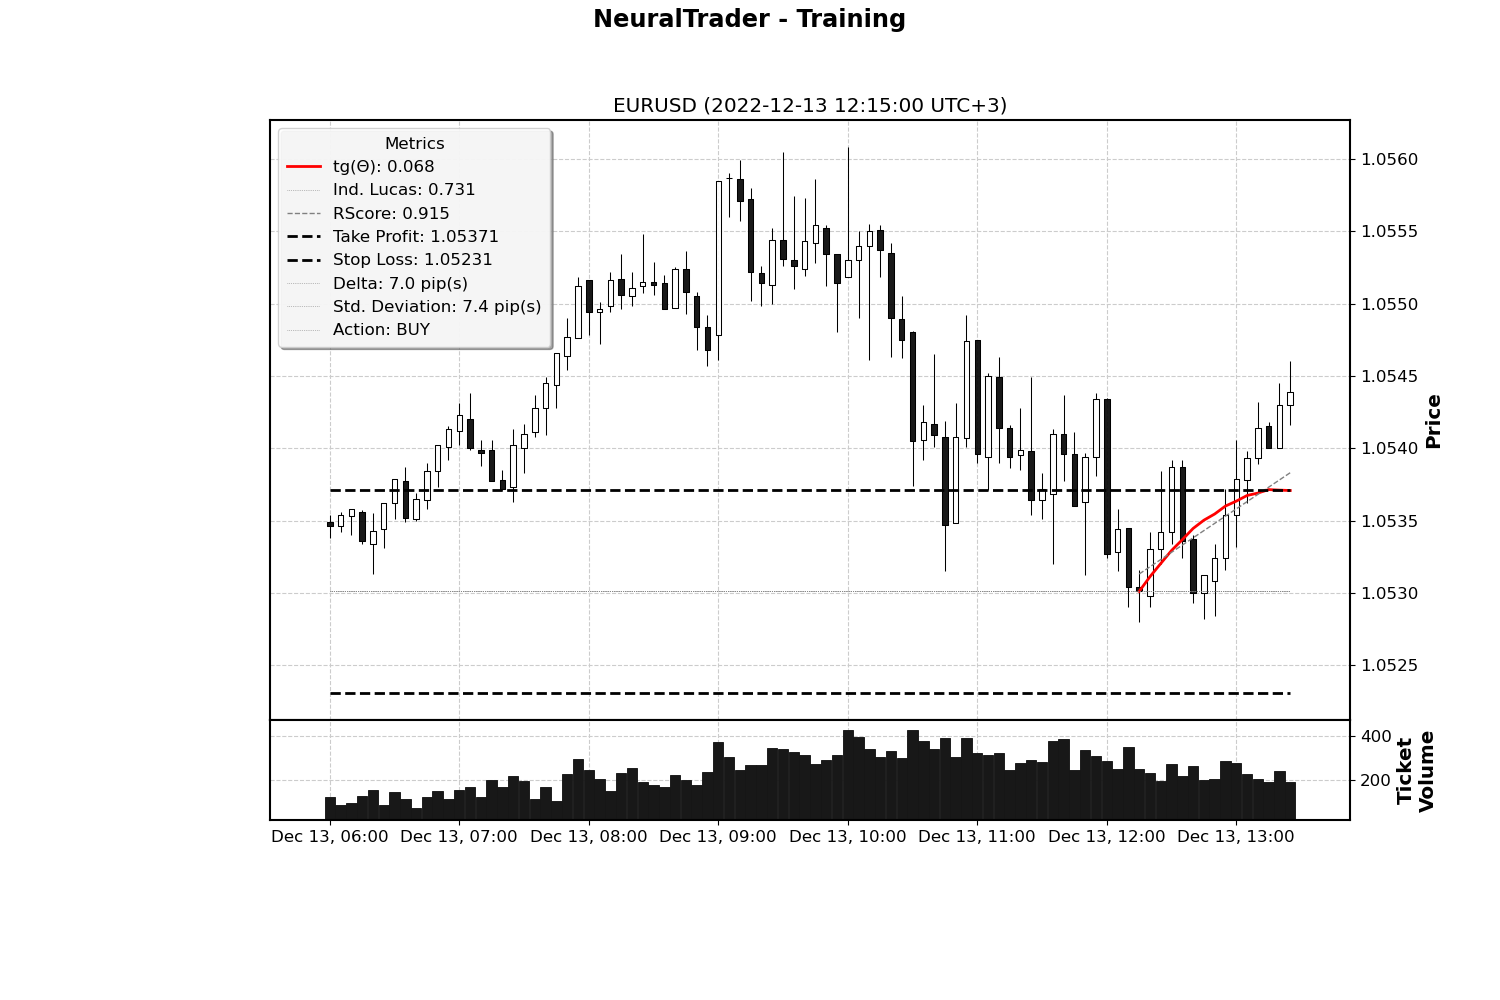 NeuralTrader - Training
EURUSD (2022-12-13 12:15:00 UTC+3)
Metrics
tg(Θ): 0.068
Ind. Lucas: 0.731
RScore: 0.915
Take Profit: 1.05371
Stop Loss: 1.05231
Delta: 7.0 pip(s)
Std. Deviation: 7.4 pip(s)
Action: BUY
1.0560
1.0555
1.0550
1.0545
1.0540
1.0535
1.0530
1.0525
Price
400
200
Ticket
Volume
Dec 13, 06:00 Dec 13, 07:00 Dec 13, 08:00 Dec 13, 09:00 Dec 13, 10:00 Dec 13, 11:00 Dec 13, 12:00 Dec 13, 13:00